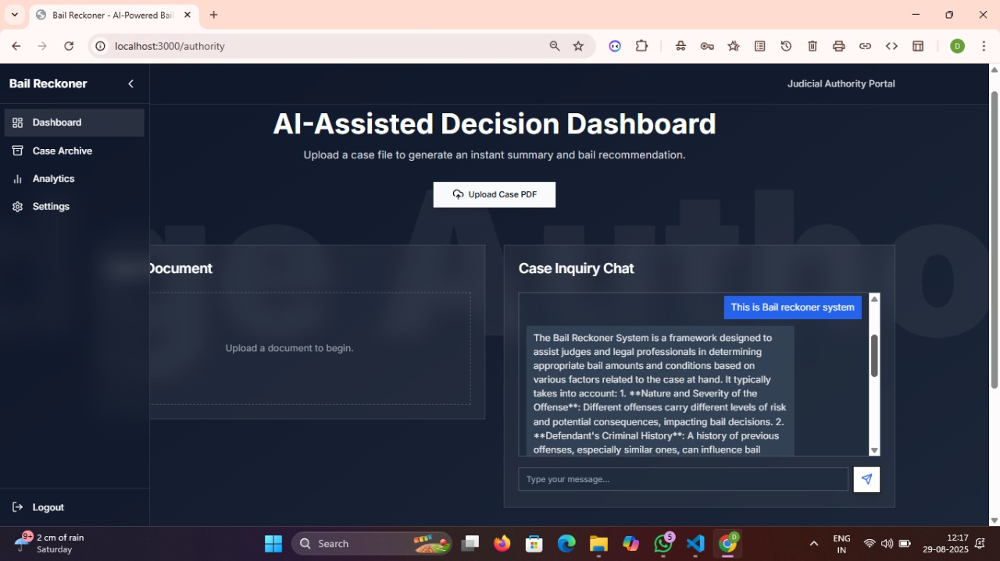 Bail Reckoner - AI-Powered Bail
localhost:3000/authority
D
Bail Reckoner
Judicial Authority Portal
Dashboard
Case Archive
Analytics
Settings
Logout
AI-Assisted Decision Dashboard
Upload a case file to generate an instant summary and bail recommendation.
Upload Case PDF
dge Autho
Document
Upload a document to begin.
Case Inquiry Chat
This is Bail reckoner system
The Bail Reckoner System is a framework designed to
assist judges and legal professionals in determining
appropriate bail amounts and conditions based on
various factors related to the case at hand. It typically
takes into account: 1. **Nature and Severity of the
Offense**: Different offenses carry different levels of risk
and potential consequences, impacting bail decisions. 2.
**Defendant's Criminal History**: A history of previous
offenses, especially similar ones, can influence bail
Type your message...
9+
2 cm of rain
Saturday
Search
5
D
ENG
IN
12:17
29-08-2025